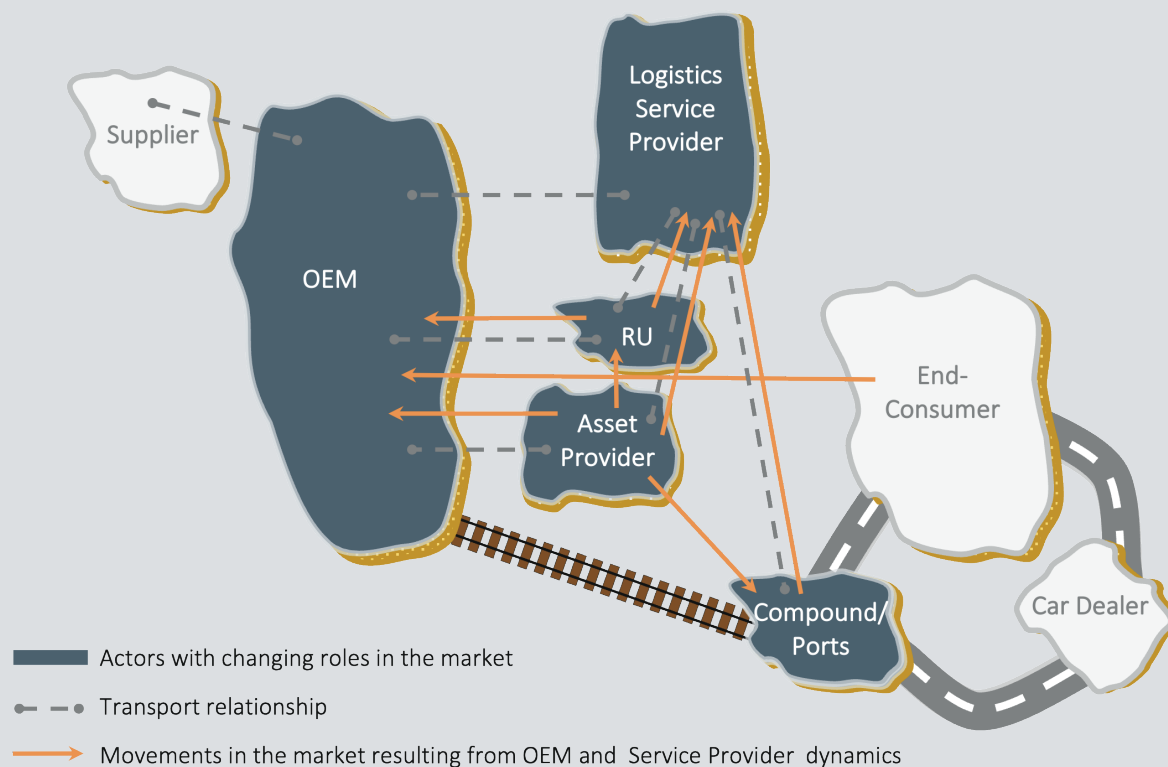 Logistics
Service
Provider
Supplier
OEM
RU
End-
Consumer
Asset
Provider
Car Dealer
Compound/
Ports
Actors with changing roles in the market
Transport relationship
Movements in the market resulting from OEM and Service Provider dynamics